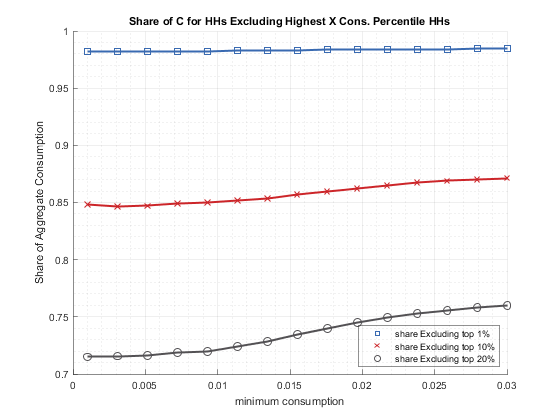 Share of C for HHs Excluding Highest X Cons. Percentile HHs
1
0.95
0.9
0.85
0.8
0.75
0.7
Share of Aggregate Consumption
share Excluding top 1%
share Excluding top 10%
share Excluding top 20%
0 0.005 0.01 0.015 0.02 0.025 0.03
minimum consumption